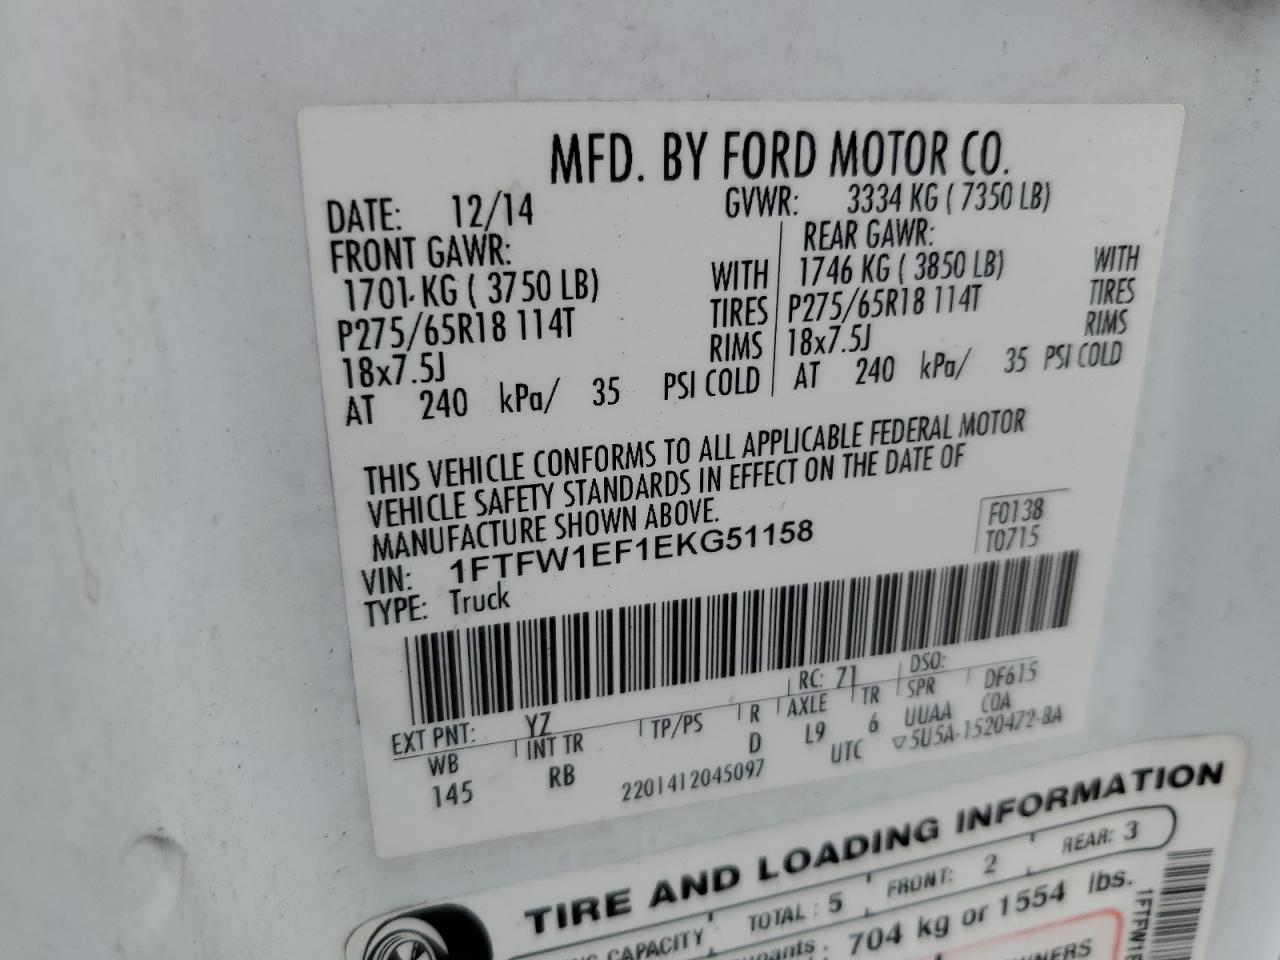 MFD. BY FORD MOTOR CO.
DATE: 12/14 GVWR: 3334 KG ( 7350 LB)
FRONT GAWR: REAR GAWR:
1701 KG ( 3750 LB) WITH 1746 KG ( 3850 LB) WITH
P275/65R18 114T TIRES P275/65R18 114T TIRES
18x7.5J RIMS 18x7.5J RIMS
AT 240 kPa/ 35 PSI COLD AT 240 kPa/ 35 PSI COLD
THIS VEHICLE CONFORMS TO ALL APPLICABLE FEDERAL MOTOR
VEHICLE SAFETY STANDARDS IN EFFECT ON THE DATE OF
MANUFACTURE SHOWN ABOVE.
VIN: 1FTFW1EF1EKG51158 F0138
TYPE: Truck T0715
EXT PNT: YZ RC: 71 DSO:
WB INT TR TP/PS R AXLE TR SPR DF615
145 RB D L9 6 UUAA COA
2201412045097 UTC ▽5U5A-1520472-BA
TIRE AND LOADING INFORMATION
CAPACITY TOTAL : 5 FRONT: 2 REAR: 3
704 kg or 1554 lbs.